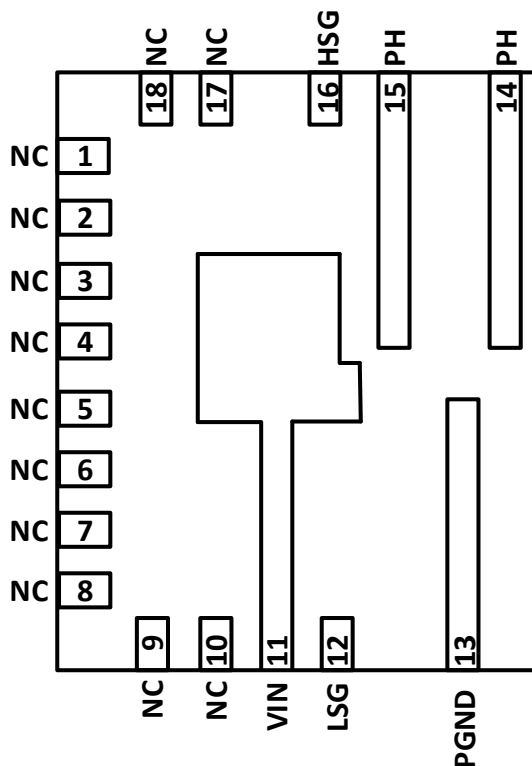 NC 18
NC 17
HSG 16
PH 15
PH 14
NC 1
NC 2
NC 3
NC 4
NC 5
NC 6
NC 7
NC 8
NC 9
NC 10
VIN 11
LSG 12
PGND 13